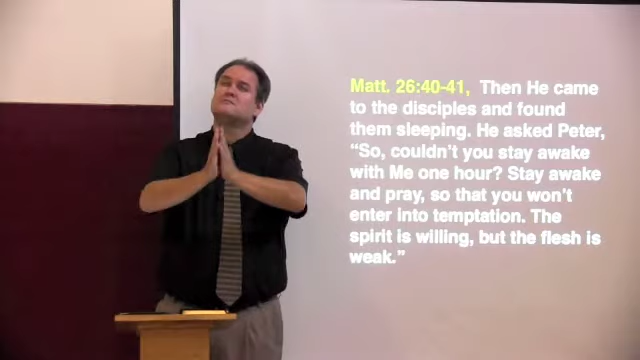 Matt. 26:40-41, Then He came
to the disciples and found
them sleeping. He asked Peter,
“So, couldn’t you stay awake
with Me one hour? Stay awake
and pray, so that you won’t
enter into temptation. The
spirit is willing, but the flesh is
weak.”